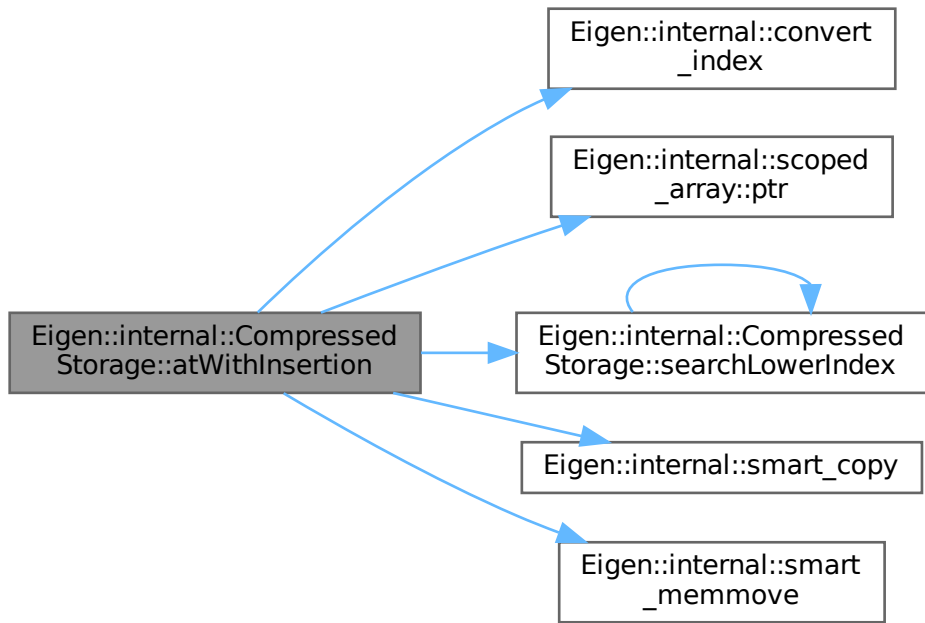 Eigen::internal::convert
_index
Eigen::internal::scoped
_array::ptr
Eigen::internal::Compressed
Storage::atWithInsertion
Eigen::internal::Compressed
Storage::searchLowerIndex
Eigen::internal::smart_copy
Eigen::internal::smart
_memmove